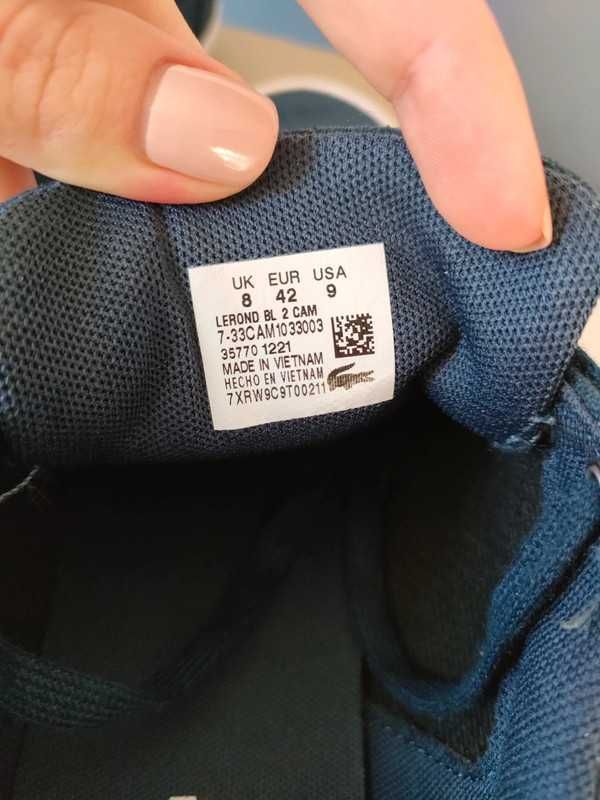 UK EUR USA
8 42 9
LEROND BL 2 CAM
7-33CAM1033003
35770 1221
MADE IN VIETNAM
HECHO EN VIETNAM
7XRW9C9T00211